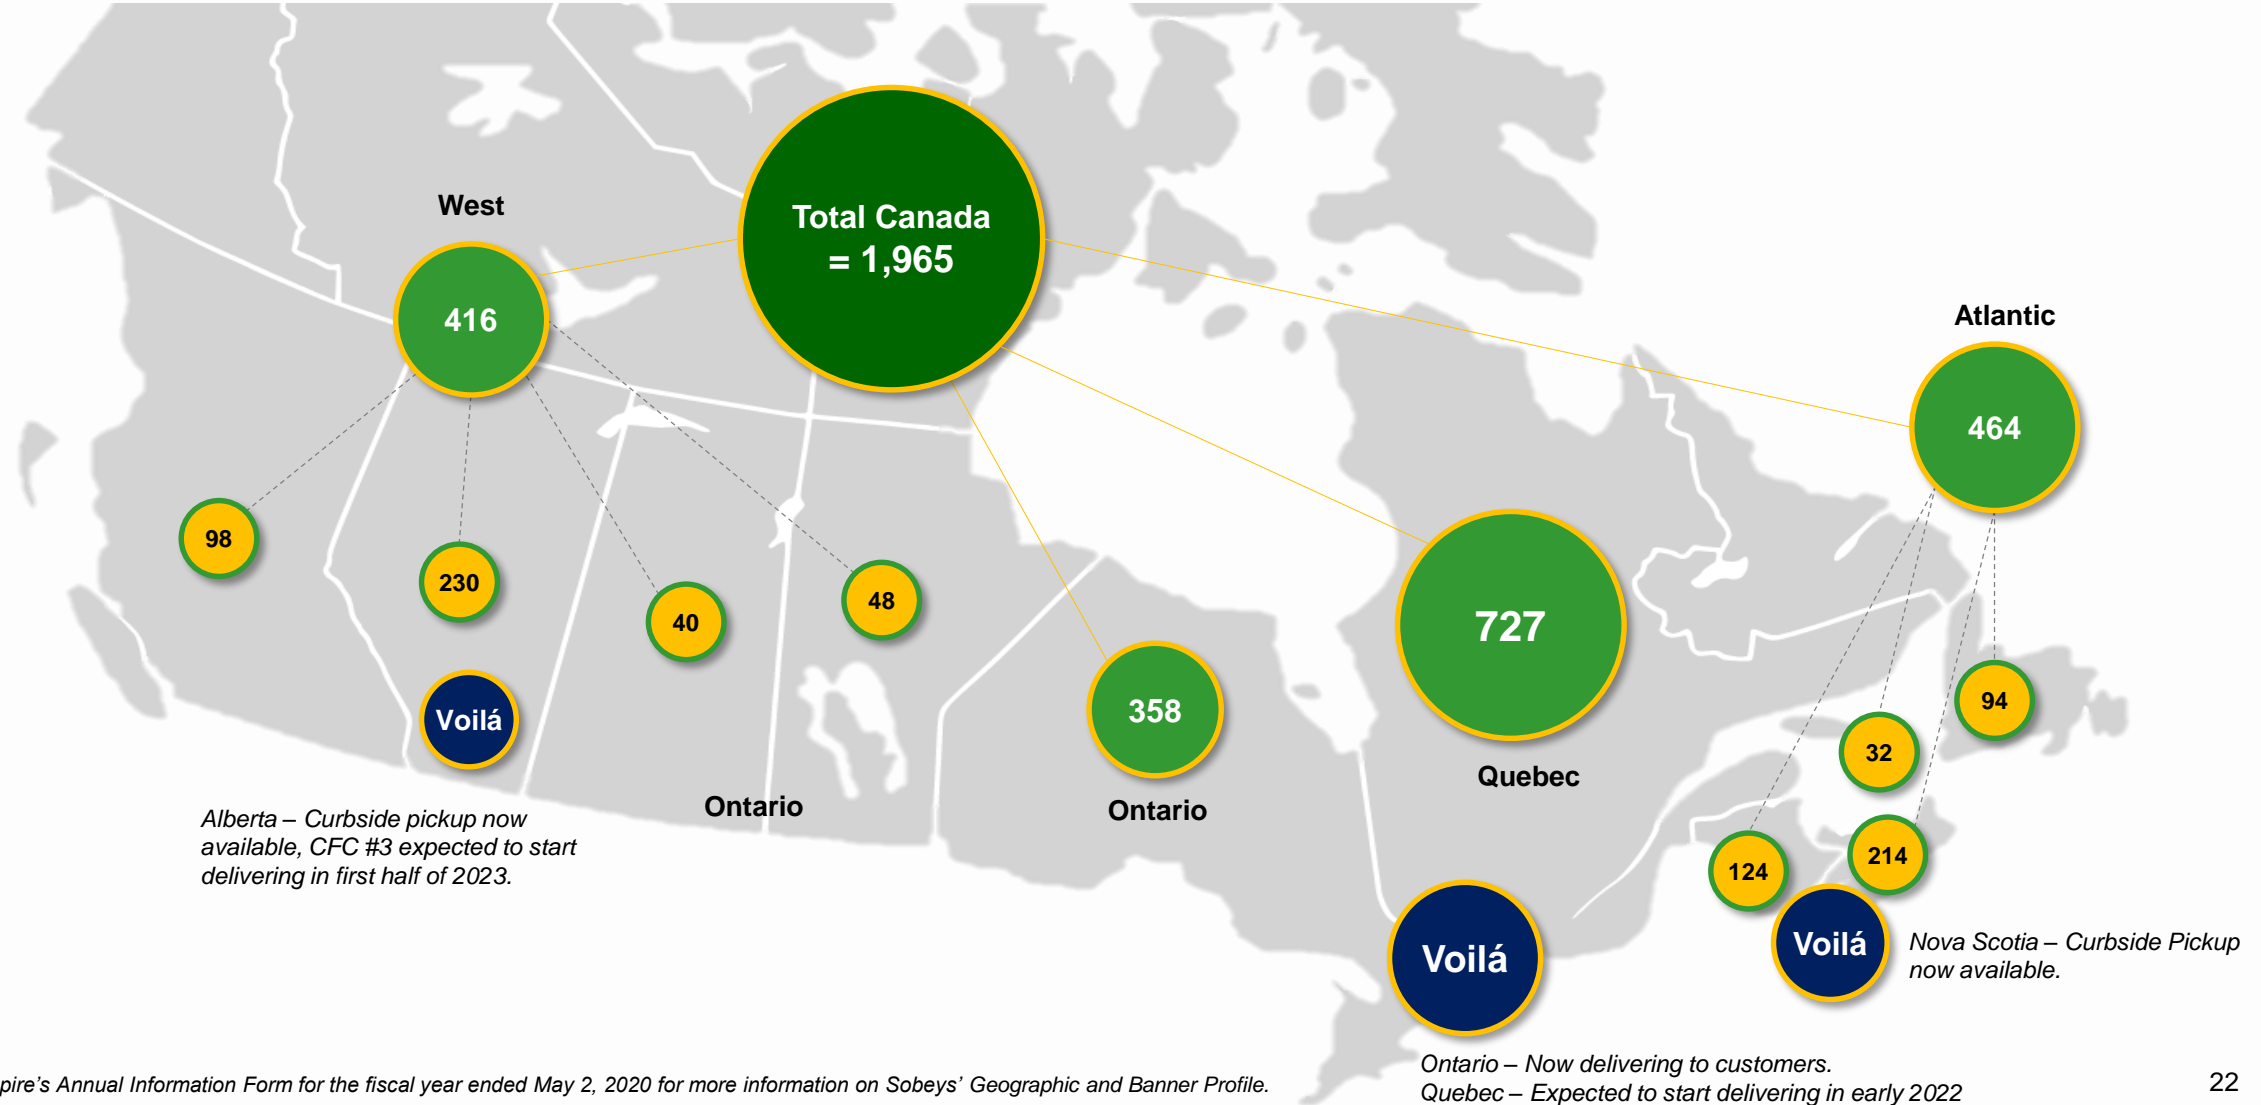 West
Total Canada
= 1,965
416
Atlantic
464
98
230
40
48
727
358
94
32
Voilá
Quebec
Ontario
Ontario
124
214
Alberta – Curbside pickup now
available, CFC #3 expected to start
delivering in first half of 2023.
Voilá
Voilá
Nova Scotia – Curbside Pickup
now available.
Ontario – Now delivering to customers.
Quebec – Expected to start delivering in early 2022
pire's Annual Information Form for the fiscal year ended May 2, 2020 for more information on Sobeys' Geographic and Banner Profile.
22